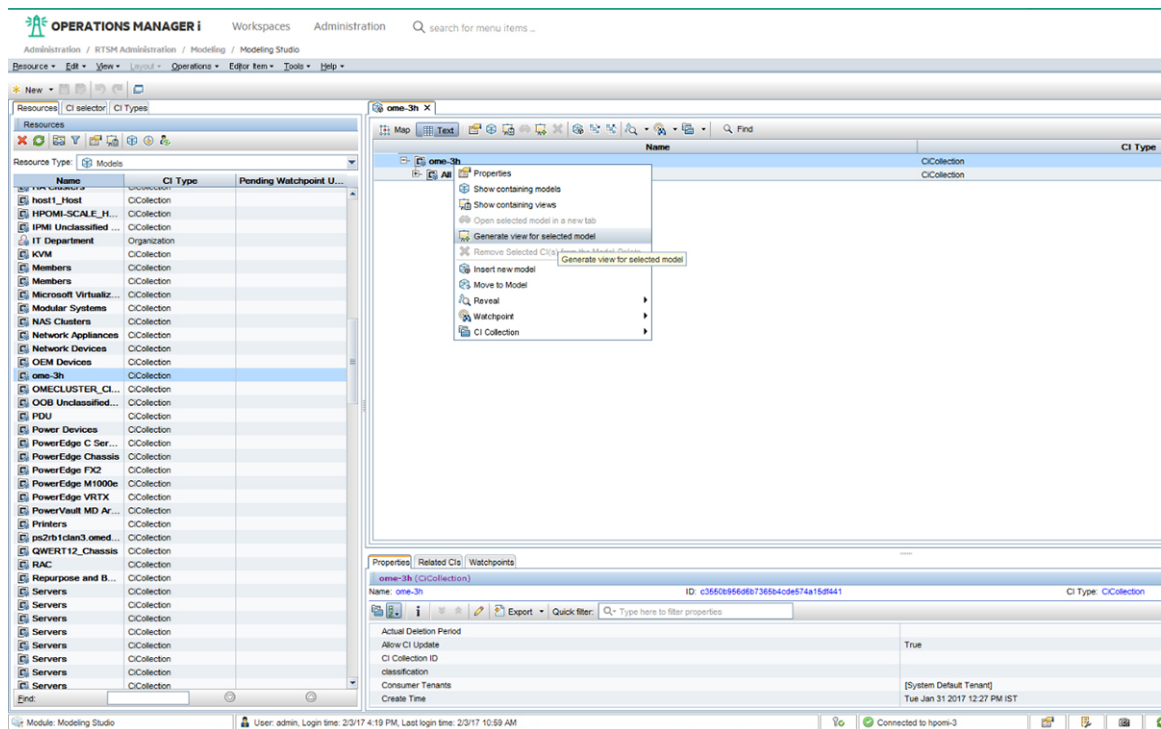 OPERATIONS MANAGER i Workspaces Administration search for menu items ...
Administration / RTSM Administration / Modeling / Modeling Studio
Resource Edit View Layout Operations Editor Item Tools Help
New
Resources CI selector CI Types
Resources
Resource Type: Models
Name CI Type Pending Watchpoint U...
HA Clusters CiCollection
host1_Host CiCollection
HPOMI-SCALE_H... CiCollection
IPMI Unclassified ... CiCollection
IT Department Organization
KVM CiCollection
Members CiCollection
Members CiCollection
Microsoft Virtualiz... CiCollection
Modular Systems CiCollection
NAS Clusters CiCollection
Network Appliances CiCollection
Network Devices CiCollection
OEM Devices CiCollection
ome-3h CiCollection
OMECLUSTER_Cl... CiCollection
OOB Unclassified... CiCollection
PDU CiCollection
Power Devices CiCollection
PowerEdge C Ser... CiCollection
PowerEdge Chassis CiCollection
PowerEdge FX2 CiCollection
PowerEdge M1000e CiCollection
PowerEdge VRTX CiCollection
PowerVault MD Ar... CiCollection
Printers CiCollection
ps2rb1clan3.omed... CiCollection
QWERT12_Chassis CiCollection
RAC CiCollection
Repurpose and B... CiCollection
Servers CiCollection
Servers CiCollection
Servers CiCollection
Servers CiCollection
Servers CiCollection
Servers CiCollection
Servers CiCollection
Servers CiCollection
Find:
ome-3h X
Map Text Find
Name CI Type
ome-3h CiCollection
All CiCollection
Properties
Show containing models
Show containing views
Open selected model in a new tab
Generate view for selected model
Remove Selected CI(s) from the Model Points
Generate view for selected model
Insert new model
Move to Model
Reveal
Watchpoint
CI Collection
Properties Related CIs Watchpoints
ome-3h (CiCollection)
Name: ome-3h ID: c3550b956d6b7365b4cde574a15df441 CI Type: CiCollection
Export Quick filter: Type here to filter properties
Actual Deletion Period
Allow CI Update True
CI Collection ID
classification
Consumer Tenants [System Default Tenant]
Create Time Tue Jan 31 2017 12:27 PM IST
Module: Modeling Studio User: admin, Login time: 2/3/17 4:19 PM, Last login time: 2/3/17 10:59 AM Connected to hpomi-3